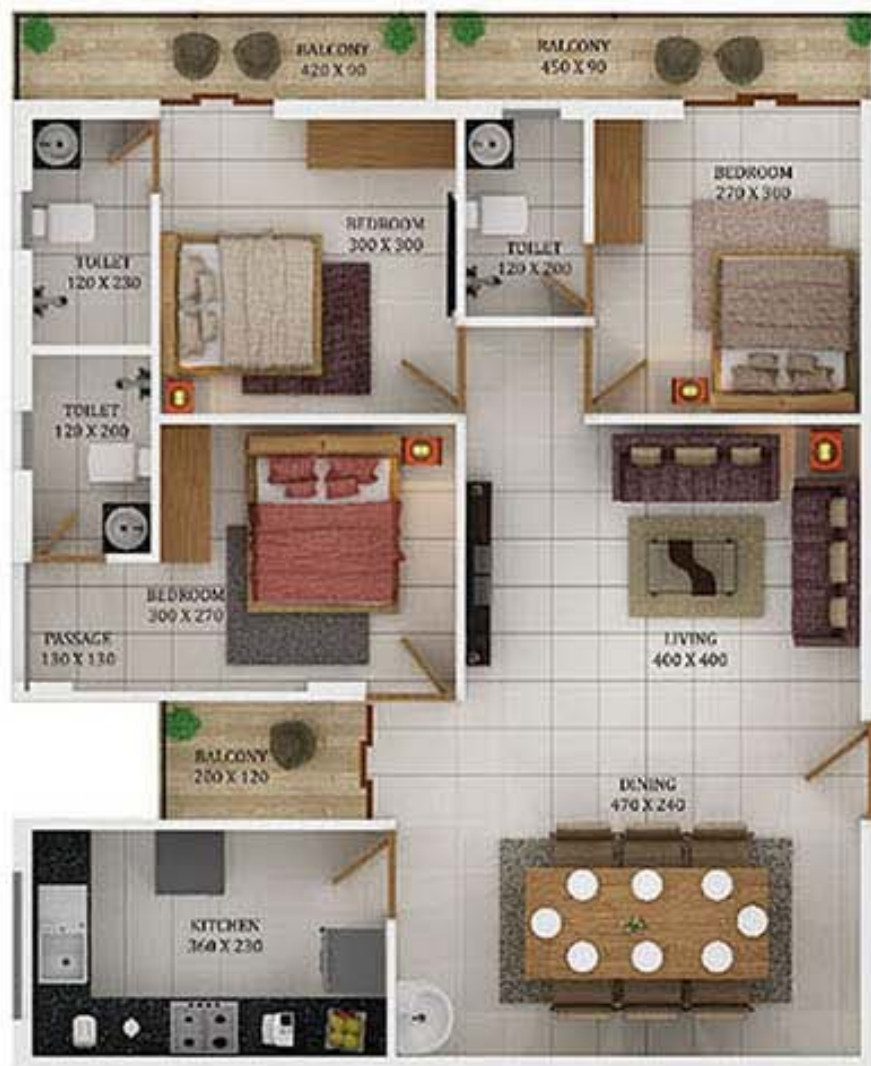 BALCONY
420 X 90
BALCONY
450 X 90
BEDROOM
300 X 300
BEDROOM
270 X 300
TOILET
120 X 230
TOILET
120 X 200
TOILET
120 X 200
BEDROOM
300 X 270
PASSAGE
130 X 130
LIVING
400 X 400
BALCONY
200 X 120
DINING
470 X 240
KITCHEN
360 X 230